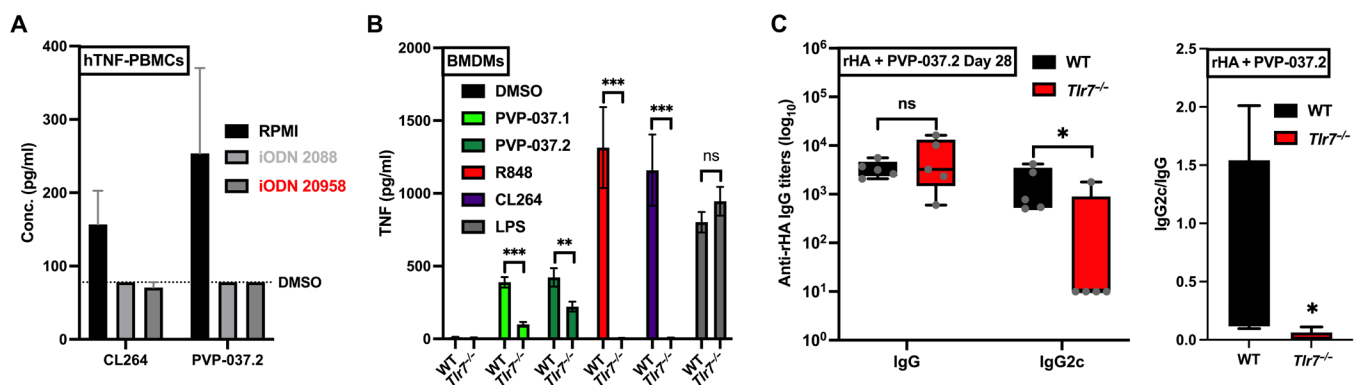 A
hTNF-PBMCs
Conc. (pg/ml)
400
300
200
100
0
RPMI
iODN 2088
iODN 20958
DMSO
CL264
PVP-037.2
B
BMDMs
TNF (pg/ml)
2000
1500
1000
500
0
DMSO
PVP-037.1
PVP-037.2
R848
CL264
LPS
***
**
***
***
ns
WT
Tlr7⁻/⁻
WT
Tlr7⁻/⁻
WT
Tlr7⁻/⁻
WT
Tlr7⁻/⁻
WT
Tlr7⁻/⁻
WT
Tlr7⁻/⁻
C
rHA + PVP-037.2 Day 28
Anti-rHA IgG titers (log₁₀)
10⁶
10⁵
10⁴
10³
10²
10¹
10⁰
WT
Tlr7⁻/⁻
ns
*
IgG
IgG2c
rHA + PVP-037.2
IgG2c/IgG
2.5
2.0
1.5
1.0
0.5
0.0
WT
Tlr7⁻/⁻
*
WT
Tlr7⁻/⁻